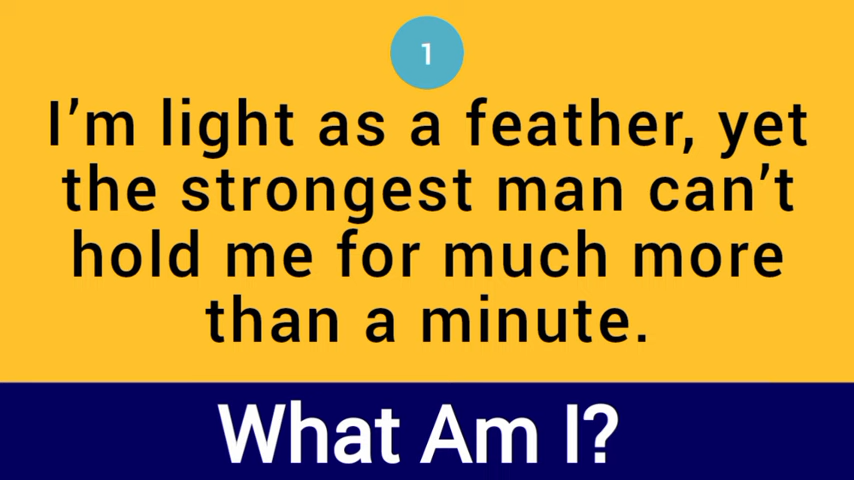 1
I’m light as a feather, yet
the strongest man can’t
hold me for much more
than a minute.
What Am I?